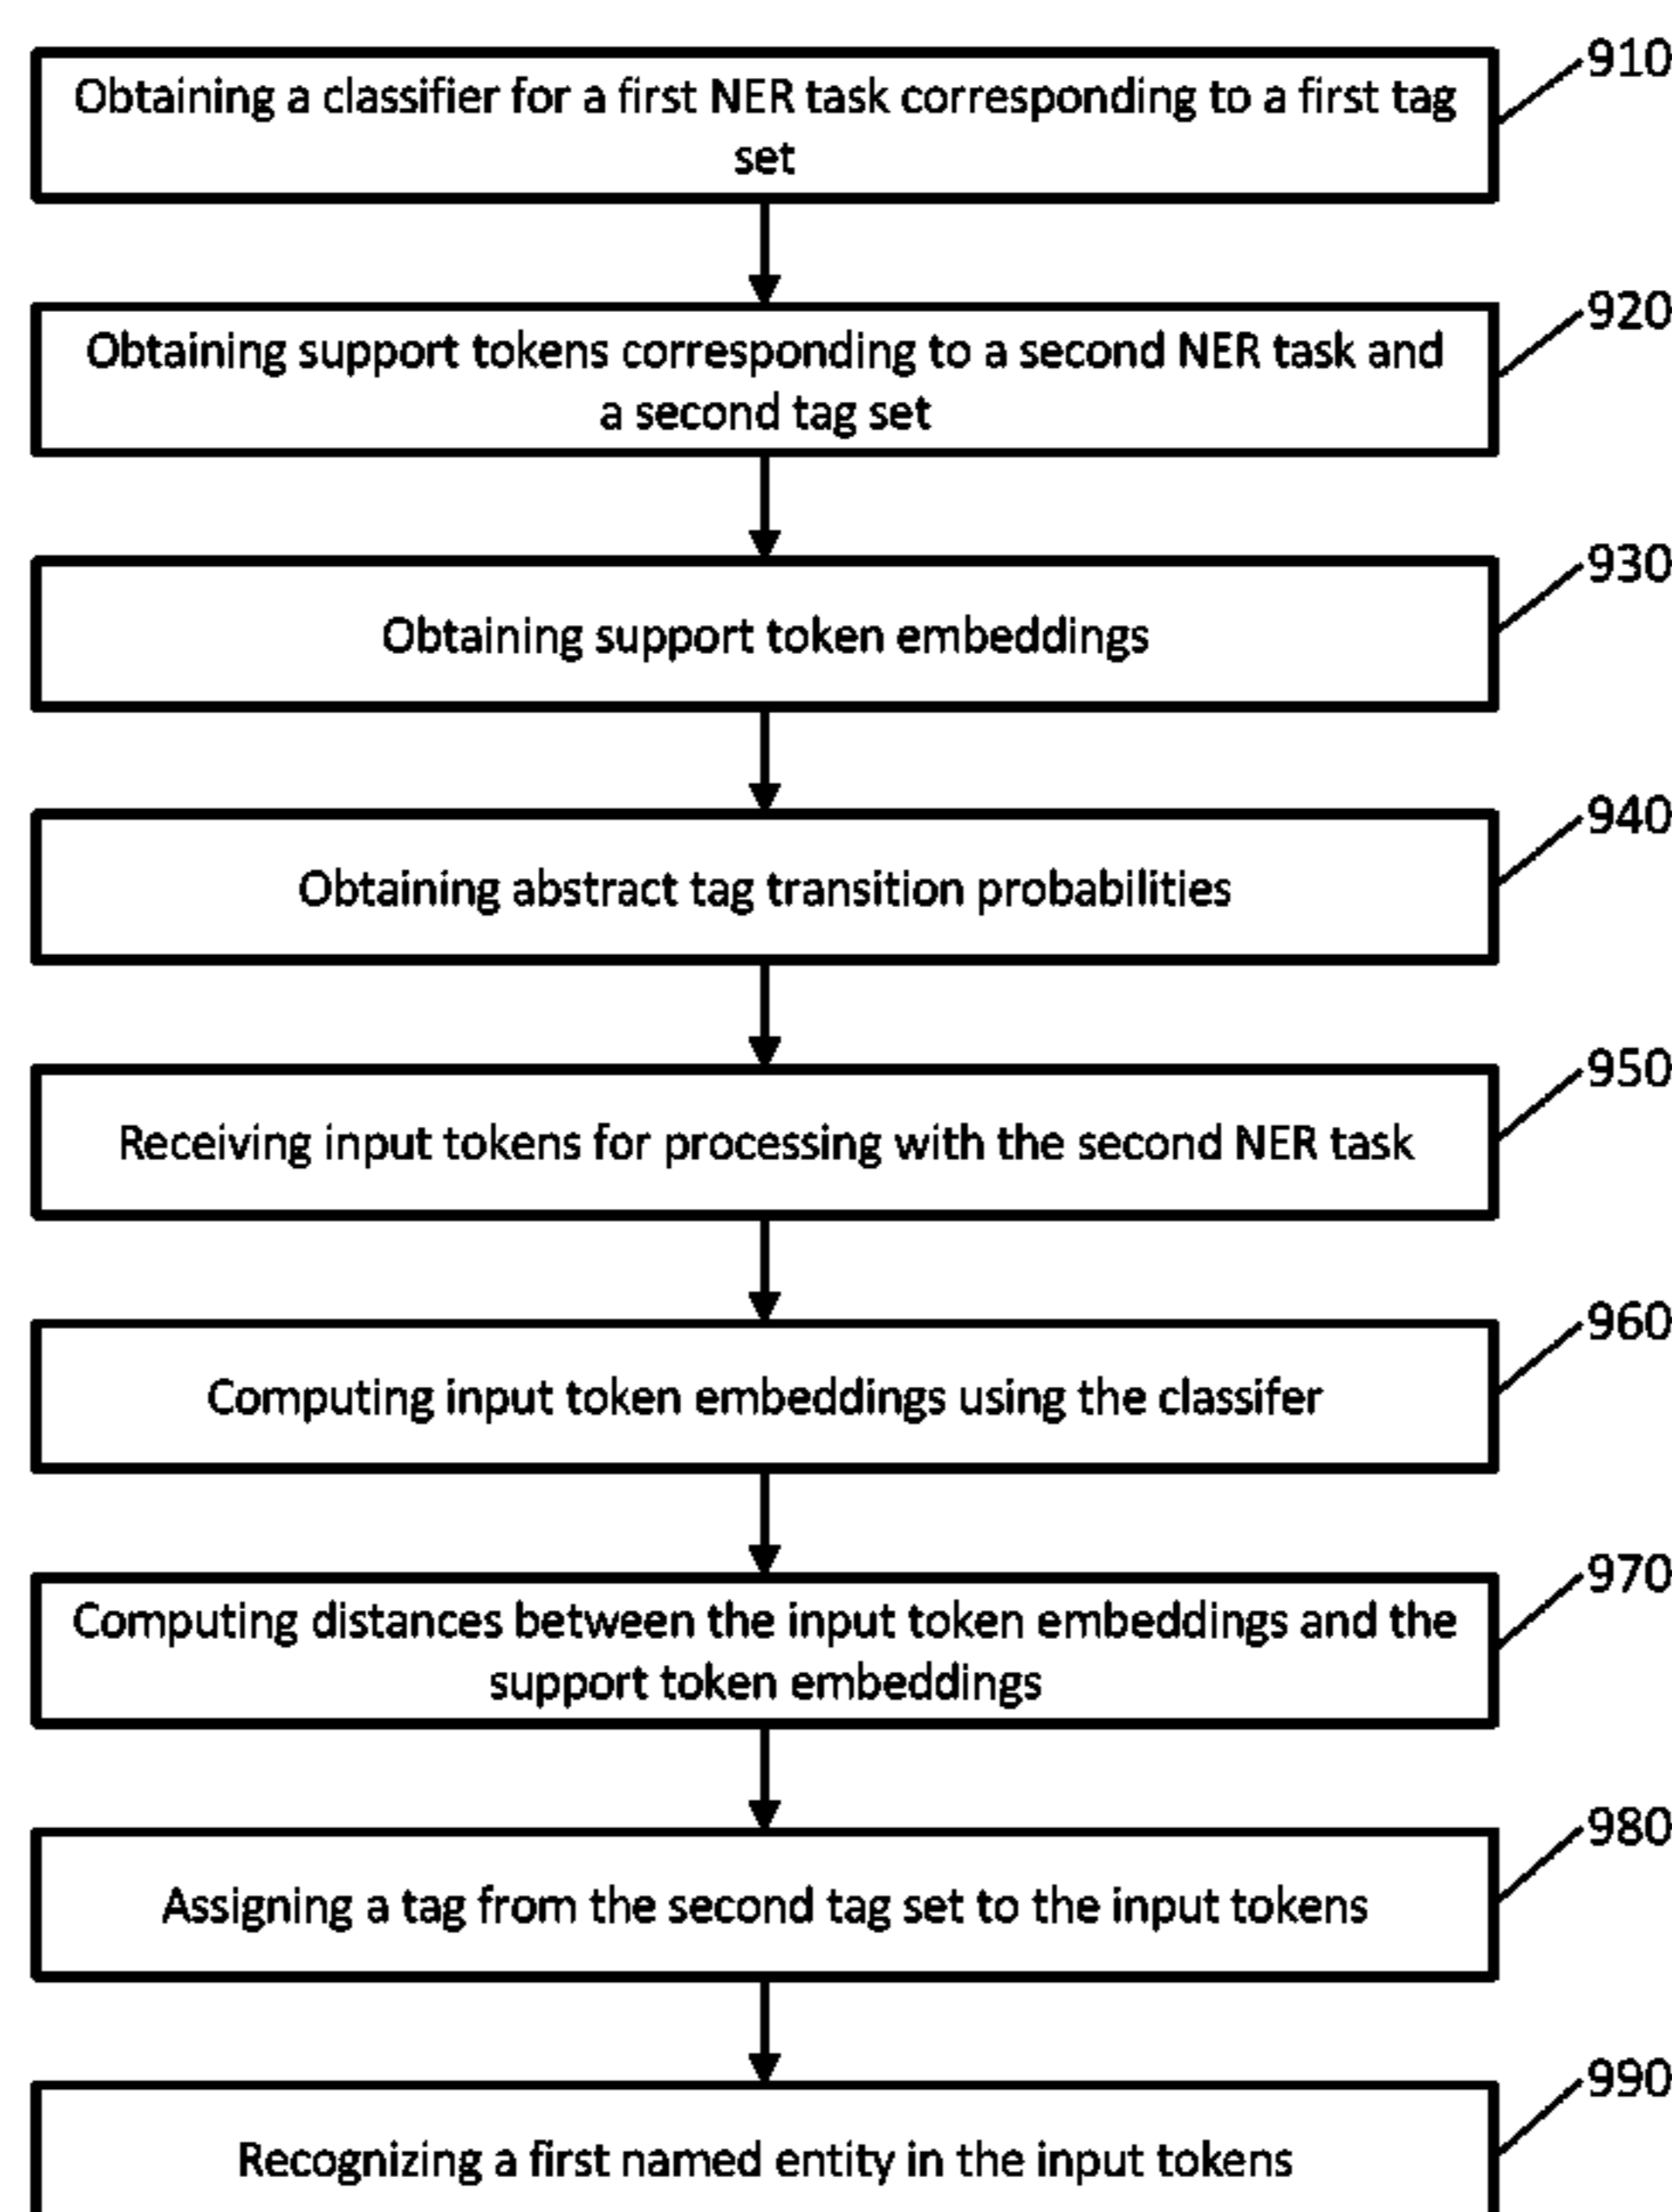 910
Obtaining a classifier for a first NER task corresponding to a first tag
set
920
Obtaining support tokens corresponding to a second NER task and
a second tag set
930
Obtaining support token embeddings
940
Obtaining abstract tag transition probabilities
950
Receiving input tokens for processing with the second NER task
960
Computing input token embeddings using the classifer
970
Computing distances between the input token embeddings and the
support token embeddings
980
Assigning a tag from the second tag set to the input tokens
990
Recognizing a first named entity in the input tokens